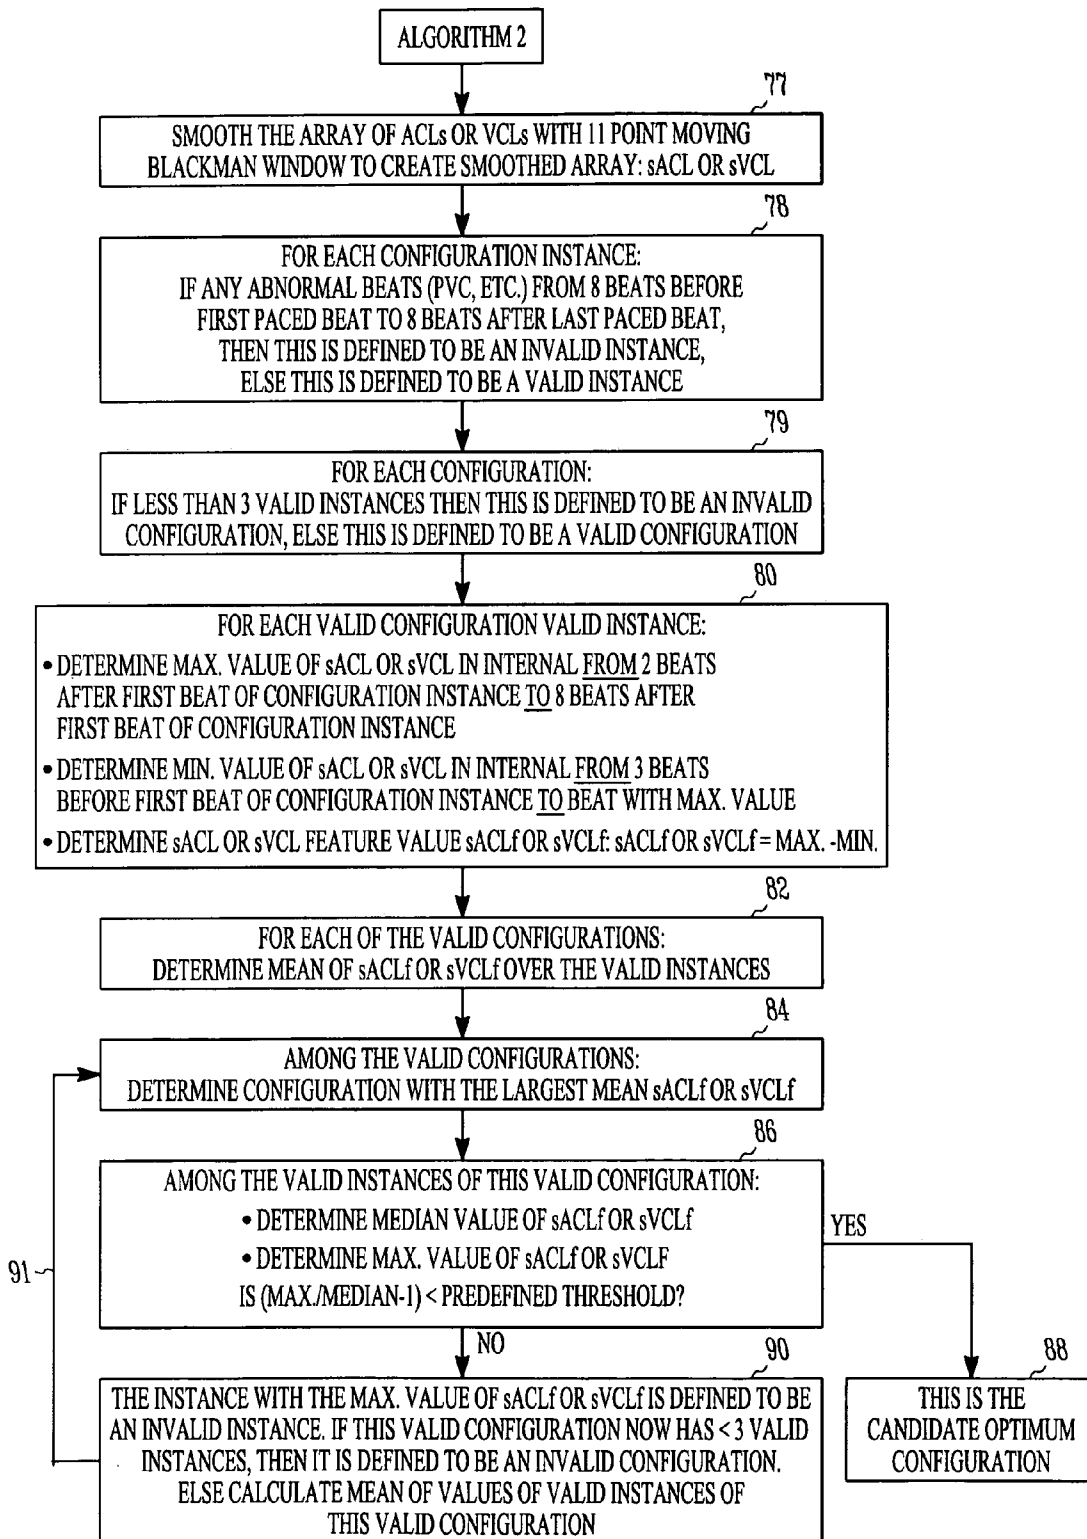 ALGORITHM 2
77
SMOOTH THE ARRAY OF ACLs OR VCLs WITH 11 POINT MOVING
BLACKMAN WINDOW TO CREATE SMOOTHED ARRAY: sACL OR sVCL
78
FOR EACH CONFIGURATION INSTANCE:
IF ANY ABNORMAL BEATS (PVC, ETC.) FROM 8 BEATS BEFORE
FIRST PACED BEAT TO 8 BEATS AFTER LAST PACED BEAT,
THEN THIS IS DEFINED TO BE AN INVALID INSTANCE,
ELSE THIS IS DEFINED TO BE A VALID INSTANCE
79
FOR EACH CONFIGURATION:
IF LESS THAN 3 VALID INSTANCES THEN THIS IS DEFINED TO BE AN INVALID
CONFIGURATION, ELSE THIS IS DEFINED TO BE A VALID CONFIGURATION
80
FOR EACH VALID CONFIGURATION VALID INSTANCE:
• DETERMINE MAX. VALUE OF sACL OR sVCL IN INTERNAL FROM 2 BEATS
AFTER FIRST BEAT OF CONFIGURATION INSTANCE TO 8 BEATS AFTER
FIRST BEAT OF CONFIGURATION INSTANCE
• DETERMINE MIN. VALUE OF sACL OR sVCL IN INTERNAL FROM 3 BEATS
BEFORE FIRST BEAT OF CONFIGURATION INSTANCE TO BEAT WITH MAX. VALUE
• DETERMINE sACL OR sVCL FEATURE VALUE sACLf OR sVCLf: sACLf OR sVCLf = MAX. -MIN.
82
FOR EACH OF THE VALID CONFIGURATIONS:
DETERMINE MEAN OF sACLf OR sVCLf OVER THE VALID INSTANCES
84
AMONG THE VALID CONFIGURATIONS:
DETERMINE CONFIGURATION WITH THE LARGEST MEAN sACLf OR sVCLf
86
AMONG THE VALID INSTANCES OF THIS VALID CONFIGURATION:
• DETERMINE MEDIAN VALUE OF sACLf OR sVCLf
• DETERMINE MAX. VALUE OF sACLf OR sVCLF
IS (MAX./MEDIAN-1) < PREDEFINED THRESHOLD?
YES
91
NO
90
THE INSTANCE WITH THE MAX. VALUE OF sACLf OR sVCLf IS DEFINED TO BE
AN INVALID INSTANCE. IF THIS VALID CONFIGURATION NOW HAS < 3 VALID
INSTANCES, THEN IT IS DEFINED TO BE AN INVALID CONFIGURATION.
ELSE CALCULATE MEAN OF VALUES OF VALID INSTANCES OF
THIS VALID CONFIGURATION
88
THIS IS THE
CANDIDATE OPTIMUM
CONFIGURATION